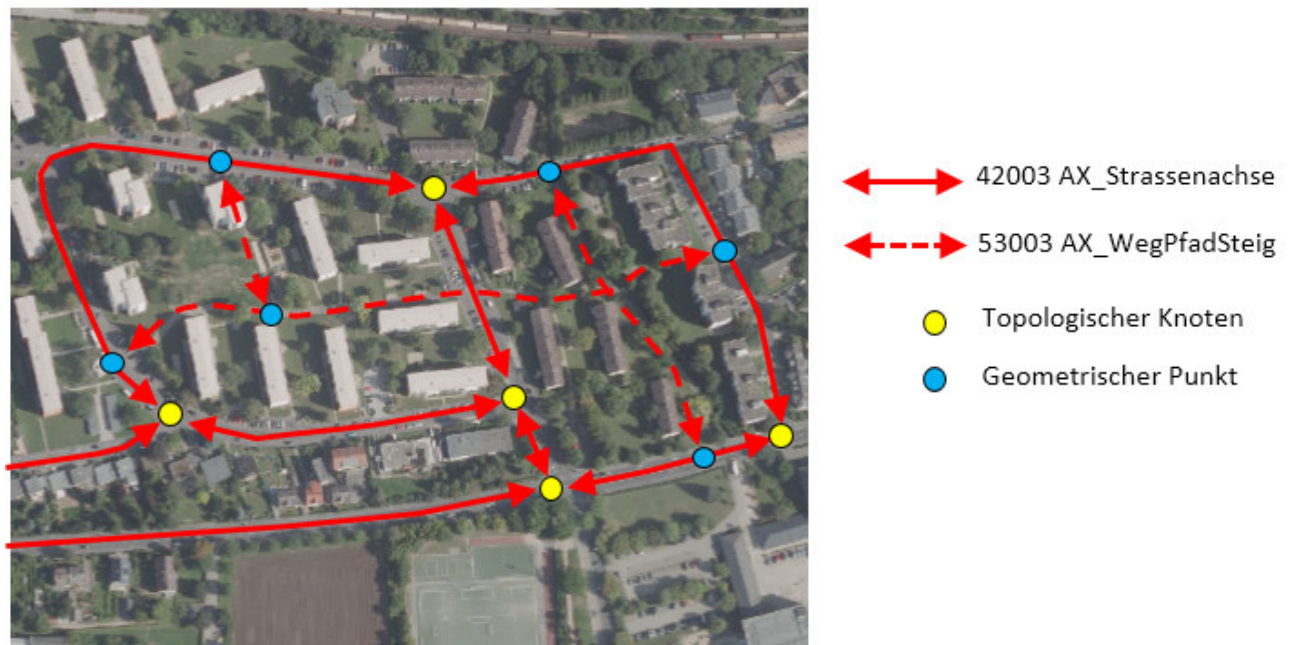 42003 AX_Strassenachse
53003 AX_WegPfadSteig
Topologischer Knoten
Geometrischer Punkt